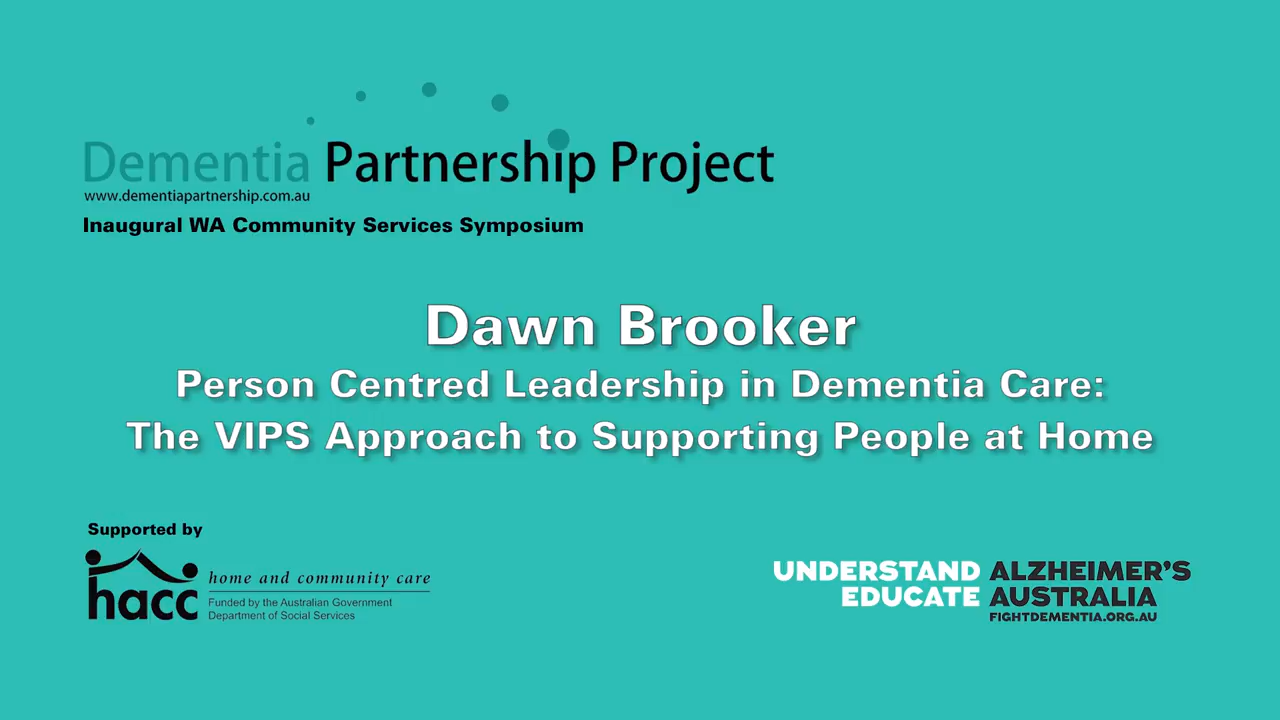 Dementia Partnership Project
www.dementiapartnership.com.au
Inaugural WA Community Services Symposium
Dawn Brooker
Person Centred Leadership in Dementia Care:
The VIPS Approach to Supporting People at Home
Supported by
hacc
home and community care
Funded by the Australian Government
Department of Social Services
UNDERSTAND ALZHEIMER'S
EDUCATE AUSTRALIA
FIGHTDEMENTIA.ORG.AU